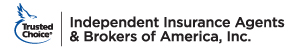 Trusted
Choice®
Independent Insurance Agents
& Brokers of America, Inc.